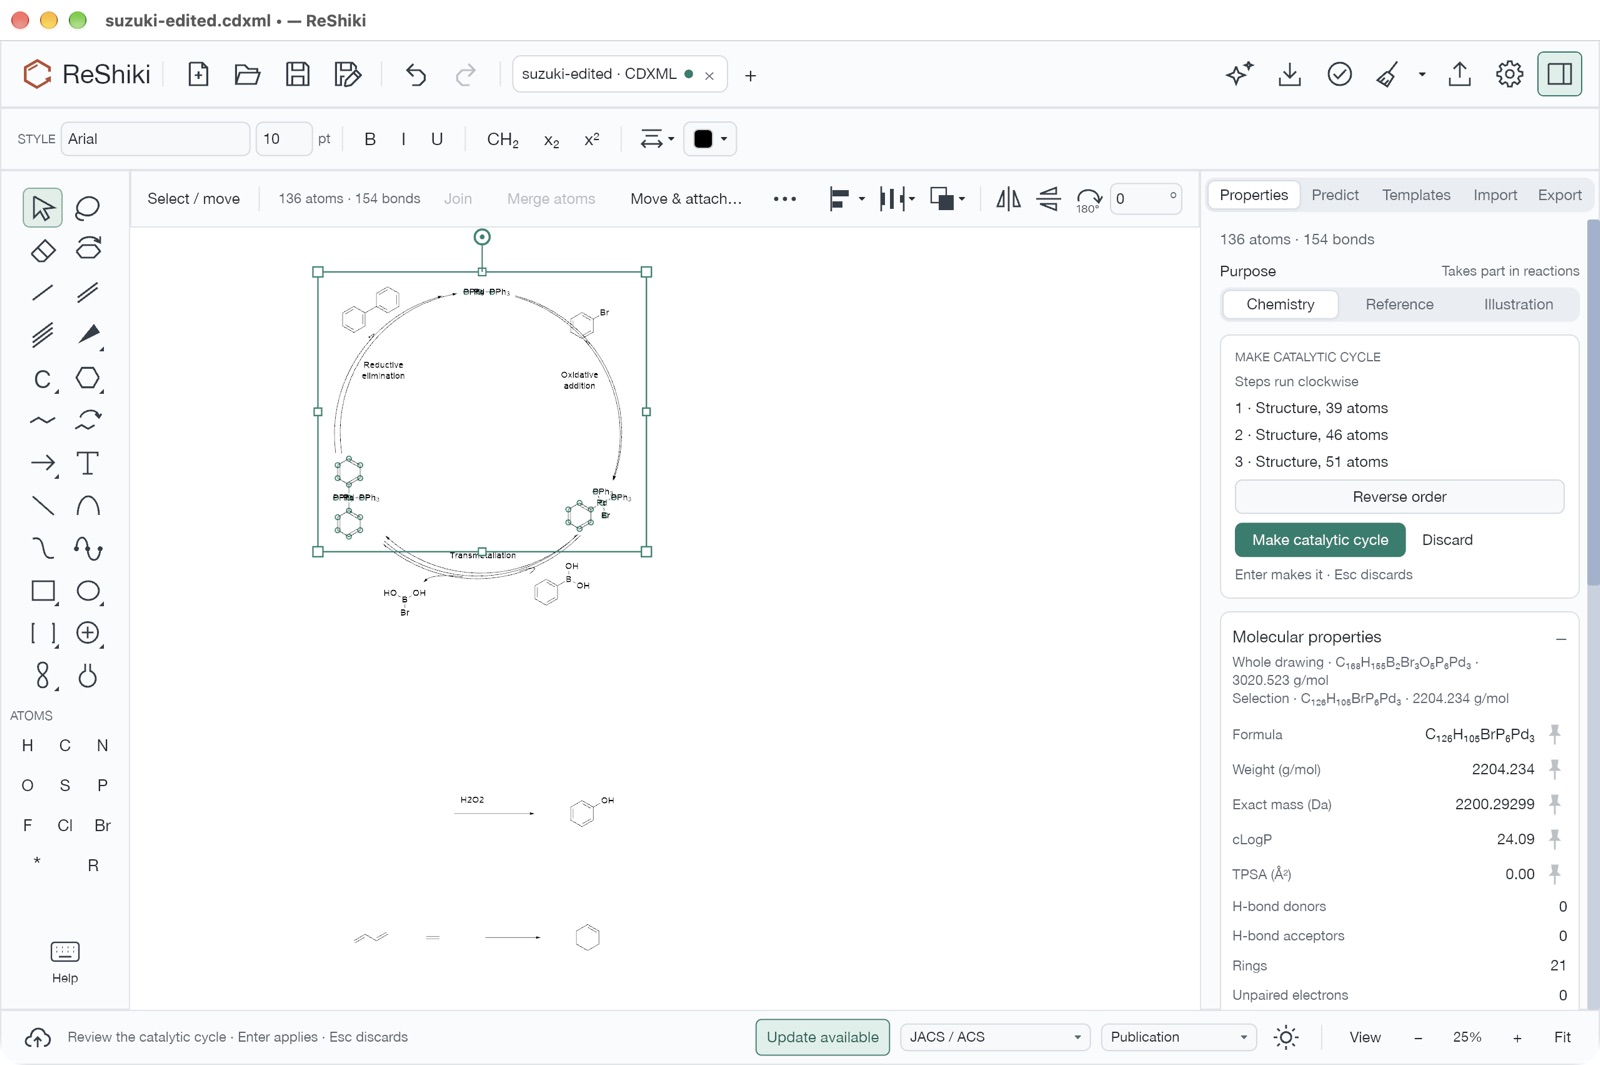 suzuki-edited.cdxml • — ReShiki
ReShiki
suzuki-edited · CDXML
STYLE Arial 10 pt B I U CH₂ x₂ x²
Select / move 136 atoms · 154 bonds Join Merge atoms Move & attach... 180° 0 °
Properties Predict Templates Import Export
136 atoms · 154 bonds
Purpose Takes part in reactions
Chemistry Reference Illustration
MAKE CATALYTIC CYCLE
Steps run clockwise
1 · Structure, 39 atoms
2 · Structure, 46 atoms
3 · Structure, 51 atoms
Reverse order
Make catalytic cycle Discard
Enter makes it · Esc discards
Molecular properties
Whole drawing · C₁₆₈H₁₅₅B₂Br₃O₅P₆Pd₃ ·
3020.523 g/mol
Selection · C₁₂₆H₁₀₅BrP₆Pd₃ · 2204.234 g/mol
Formula C₁₂₆H₁₀₅BrP₆Pd₃
Weight (g/mol) 2204.234
Exact mass (Da) 2200.29299
cLogP 24.09
TPSA (Å²) 0.00
H-bond donors 0
H-bond acceptors 0
Rings 21
Unpaired electrons 0
Br
Reductive
elimination
Oxidative
addition
PPh₃
Pd
Br
Transmetallation
OH
B
OH
HO B OH
Br
H2O2
OH
C
T
ATOMS
H C N
O S P
F Cl Br
* R
Help
Review the catalytic cycle · Enter applies · Esc discards
Update available JACS / ACS Publication View − 25% + Fit